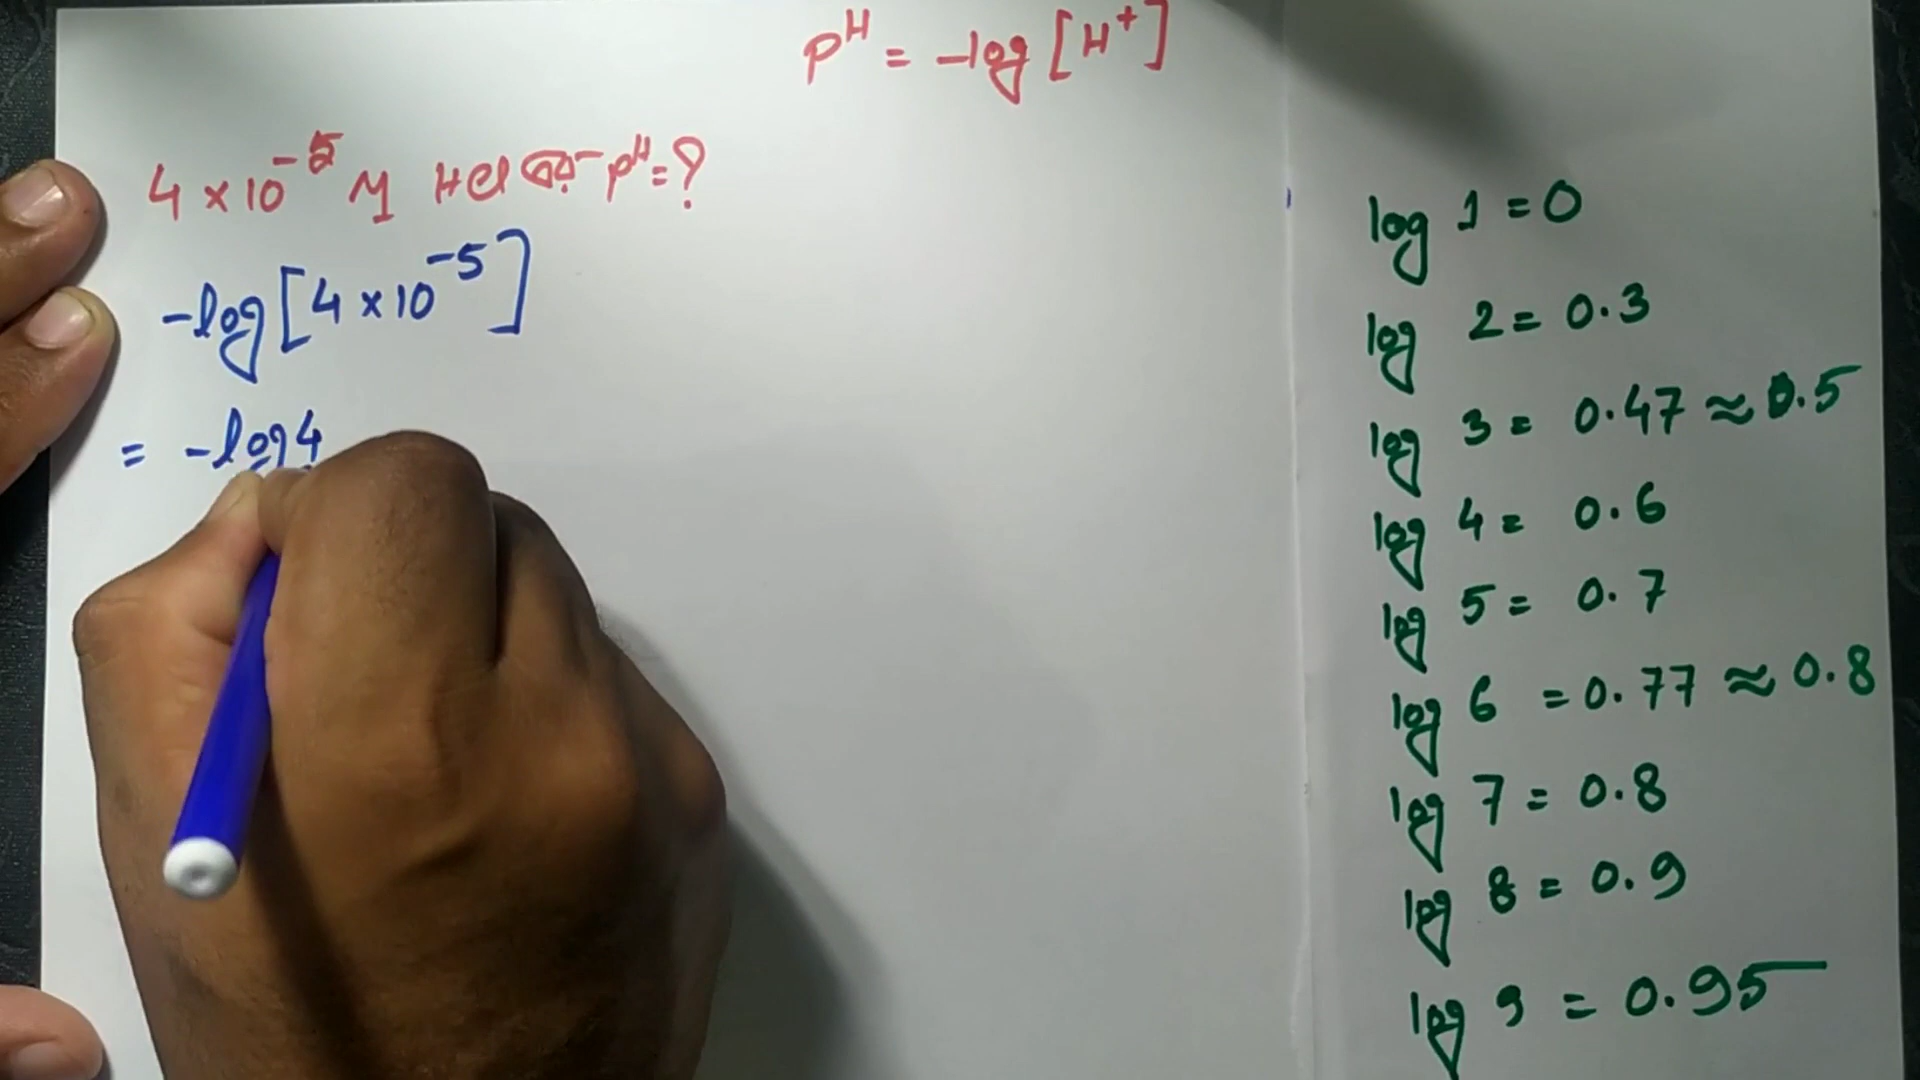 pᴴ = -log [H⁺]
4 × 10⁻⁵ M HCl এর pᴴ = ?
-log [4 × 10⁻⁵]
= -log 4
log 1 = 0
log 2 = 0.3
log 3 = 0.47 ≈ 0.5
log 4 = 0.6
log 5 = 0.7
log 6 = 0.77 ≈ 0.8
log 7 = 0.8
log 8 = 0.9
log 9 = 0.95